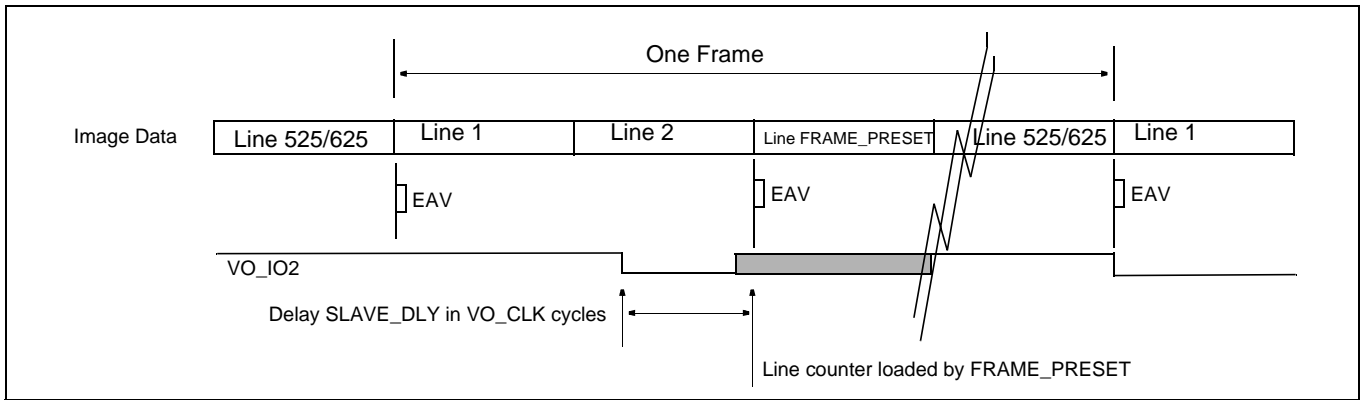 One Frame
Image Data
Line 525/625
Line 1
Line 2
Line FRAME_PRESET
Line 525/625
Line 1
EAV
EAV
EAV
VO_IO2
Delay SLAVE_DLY in VO_CLK cycles
Line counter loaded by FRAME_PRESET